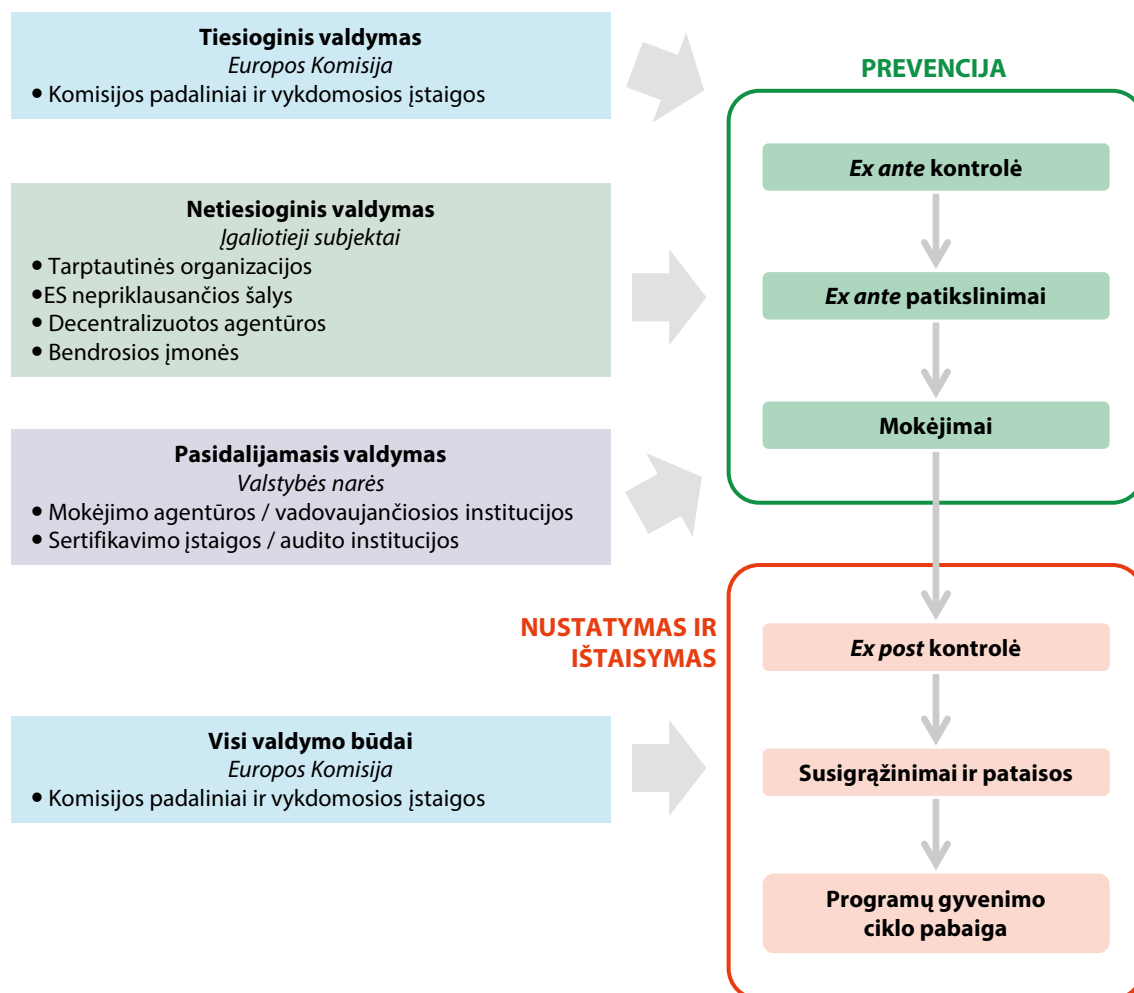 Tiesioginis valdymas
Europos Komisija
• Komisijos padaliniai ir vykdomosios įstaigos
Netiesioginis valdymas
Įgaliotieji subjektai
• Tarptautinės organizacijos
•ES nepriklausančios šalys
• Decentralizuotos agentūros
• Bendrosios įmonės
Pasidalijamasis valdymas
Valstybės narės
• Mokėjimo agentūros / vadovaujančiosios institucijos
• Sertifikavimo įstaigos / audito institucijos
Visi valdymo būdai
Europos Komisija
• Komisijos padaliniai ir vykdomosios įstaigos
PREVENCIJA
Ex ante kontrolė
Ex ante patikslinimai
Mokėjimai
NUSTATYMAS IR
IŠTAISYMAS
Ex post kontrolė
Susigrąžinimai ir pataisos
Programų gyvenimo
ciklo pabaiga